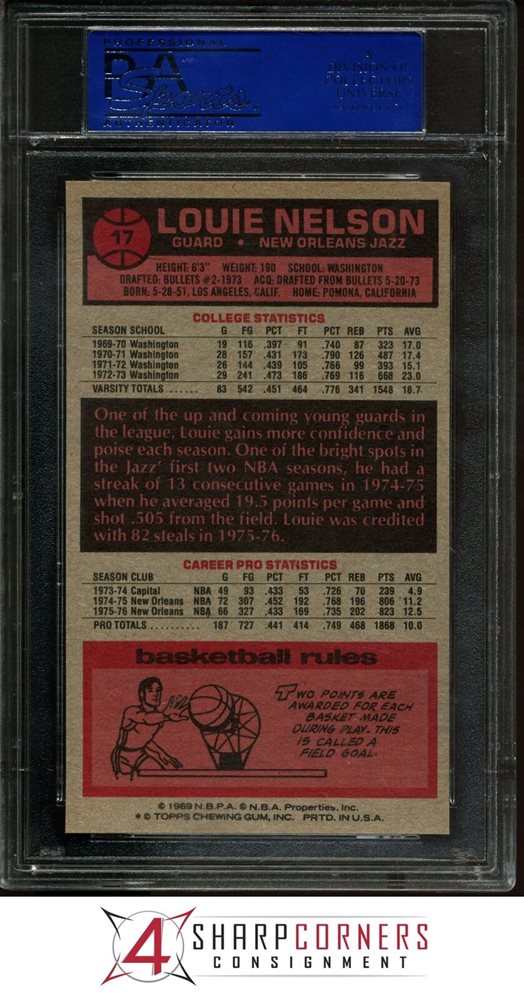 PROFESSIONAL
PSA
Sports
AUTHENTICATOR
A
DIVISION OF
COLLECTORS
UNIVERSE
17
LOUIE NELSON
GUARD • NEW ORLEANS JAZZ
HEIGHT: 6'3" WEIGHT: 190 SCHOOL: WASHINGTON
DRAFTED: BULLETS #2-1973 ACQ: DRAFTED FROM BULLETS 5-20-73
BORN: 5-28-51, LOS ANGELES, CALIF. HOME: POMONA, CALIFORNIA
COLLEGE STATISTICS
SEASON SCHOOL G FG PCT FT PCT REB PTS AVG
1969-70 Washington 19 116 .397 91 .740 87 323 17.0
1970-71 Washington 28 157 .431 173 .790 126 487 17.4
1971-72 Washington 26 144 .439 105 .766 99 393 15.1
1972-73 Washington 29 241 .473 186 .769 116 668 23.0
VARSITY TOTALS ...... 83 542 .451 464 .776 341 1548 18.7
One of the up and coming young guards in
the league, Louie gains more confidence and
poise each season. One of the bright spots in
the Jazz' first two NBA seasons, he had a
streak of 13 consecutive games in 1974-75
when he averaged 19.5 points per game and
shot .505 from the field. Louie was credited
with 82 steals in 1975-76.
CAREER PRO STATISTICS
SEASON CLUB G FG PCT FT PCT REB PTS AVG
1973-74 Capital NBA 49 93 .433 53 .726 70 239 4.9
1974-75 New Orleans NBA 72 307 .452 192 .768 196 806 11.2
1975-76 New Orleans NBA 66 327 .433 169 .735 202 823 12.5
PRO TOTALS ......... 187 727 .441 414 .749 468 1868 10.0
basketball rules
TWO POINTS ARE
AWARDED FOR EACH
BASKET MADE
DURING PLAY. THIS
IS CALLED A
FIELD GOAL.
© 1969 N.B.P.A. © N.B.A. Properties, Inc.
* © TOPPS CHEWING GUM, INC. PRTD. IN U.S.A.
4 SHARPCORNERS
CONSIGNMENT